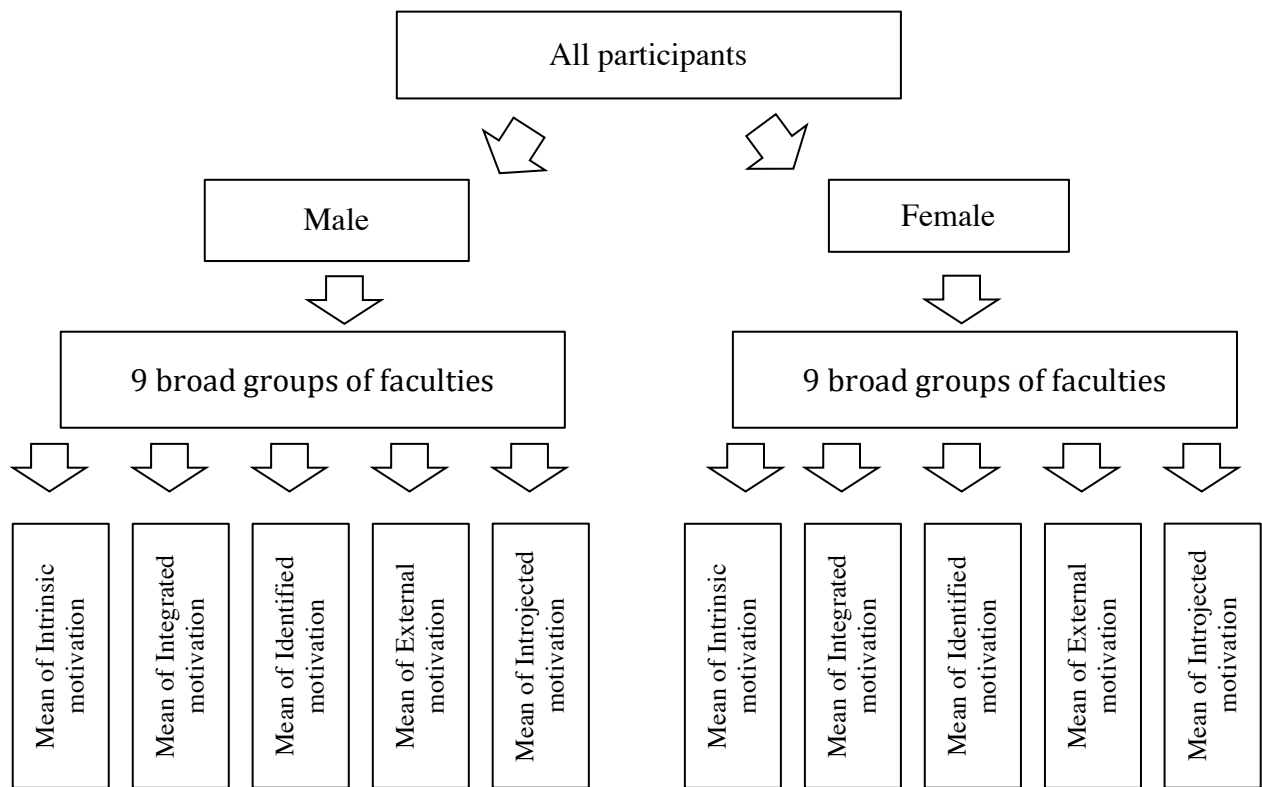 All participants
Male
Female
9 broad groups of faculties
9 broad groups of faculties
Mean of Intrinsic
motivation
Mean of Integrated
motivation
Mean of Identified
motivation
Mean of External
motivation
Mean of Introjected
motivation
Mean of Intrinsic
motivation
Mean of Integrated
motivation
Mean of Identified
motivation
Mean of External
motivation
Mean of Introjected
motivation